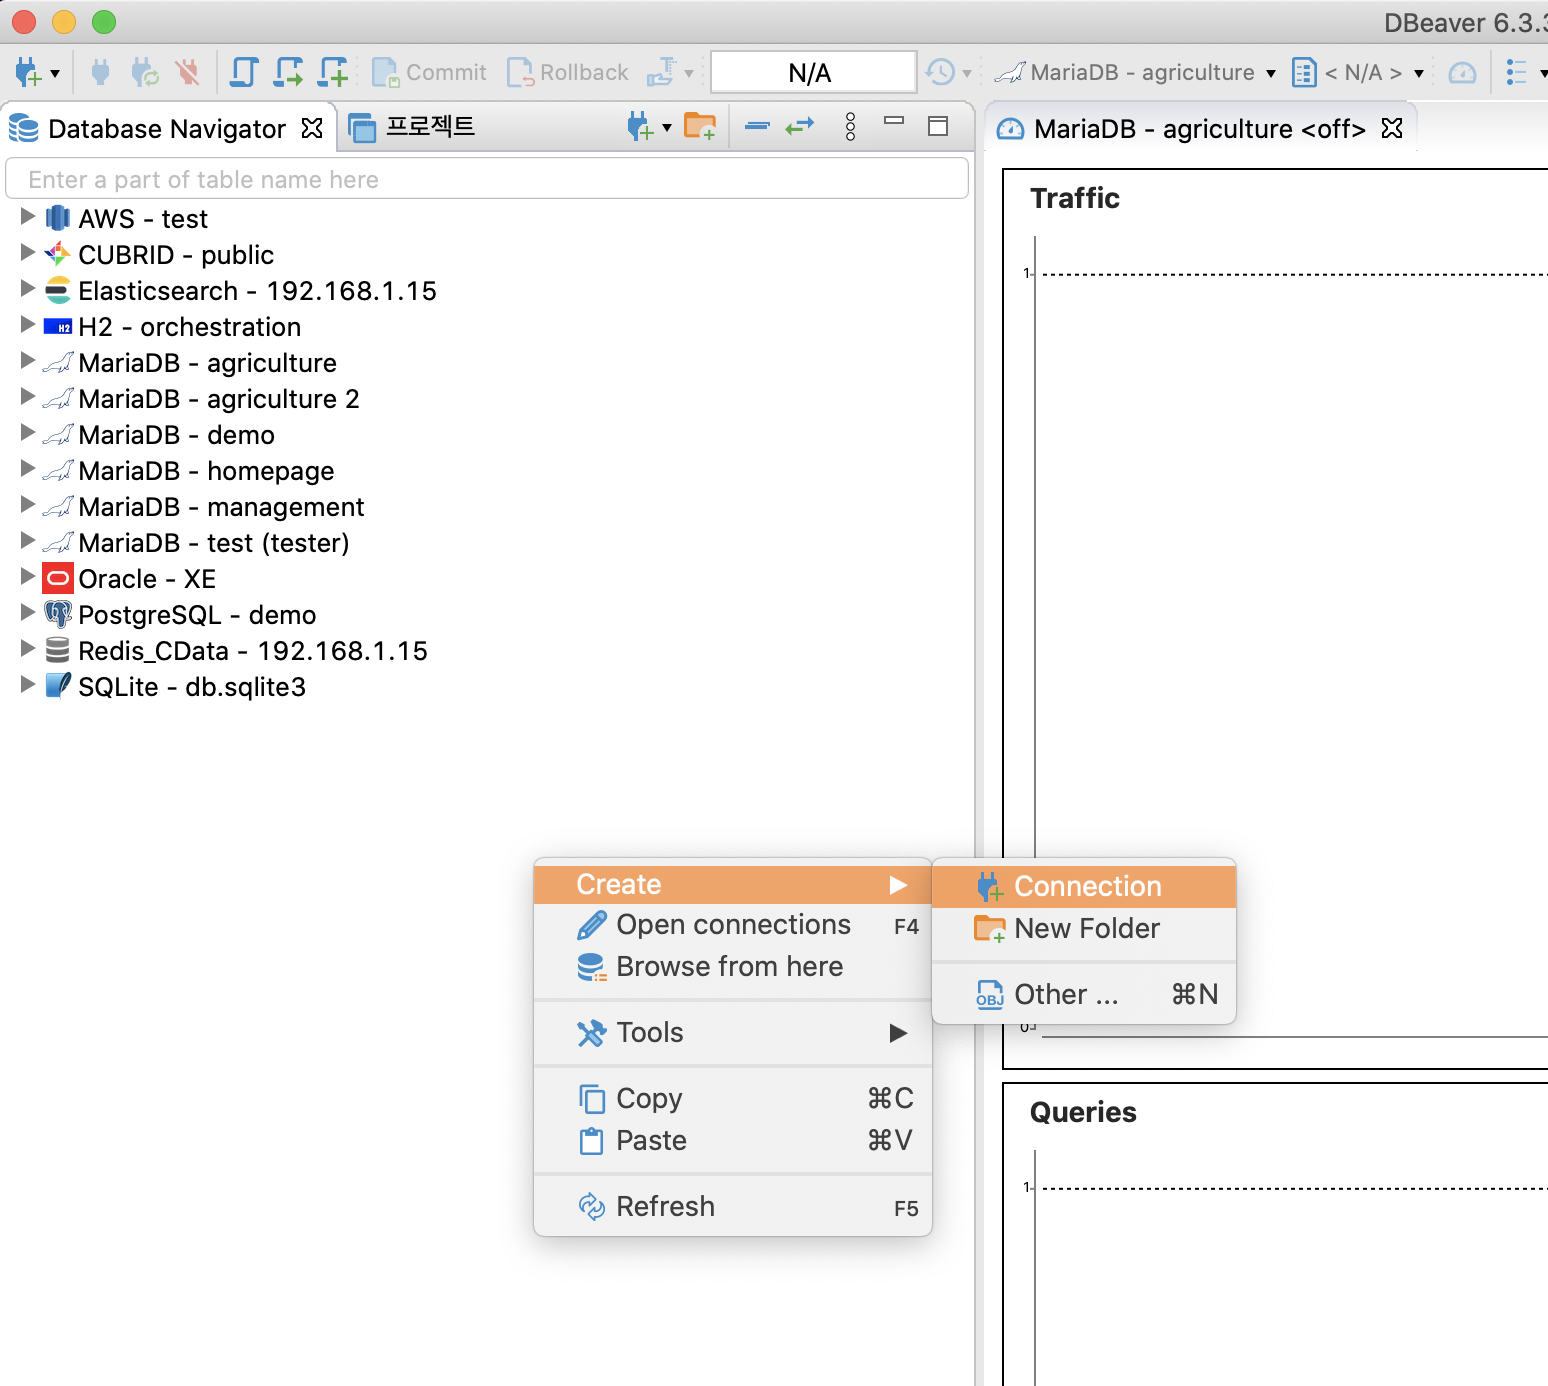 DBeaver 6.3.3
Commit
Rollback
N/A
MariaDB - agriculture
< N/A >
Database Navigator
프로젝트
MariaDB - agriculture <off>
Enter a part of table name here
AWS - test
CUBRID - public
Elasticsearch - 192.168.1.15
H2
H2 - orchestration
MariaDB - agriculture
MariaDB - agriculture 2
MariaDB - demo
MariaDB - homepage
MariaDB - management
MariaDB - test (tester)
Oracle - XE
PostgreSQL - demo
Redis_CData - 192.168.1.15
SQLite - db.sqlite3
Create
Open connections F4
Browse from here
Tools
Copy ⌘C
Paste ⌘V
Refresh F5
Connection
New Folder
OBJ Other ... ⌘N
Traffic
1
0
Queries
1